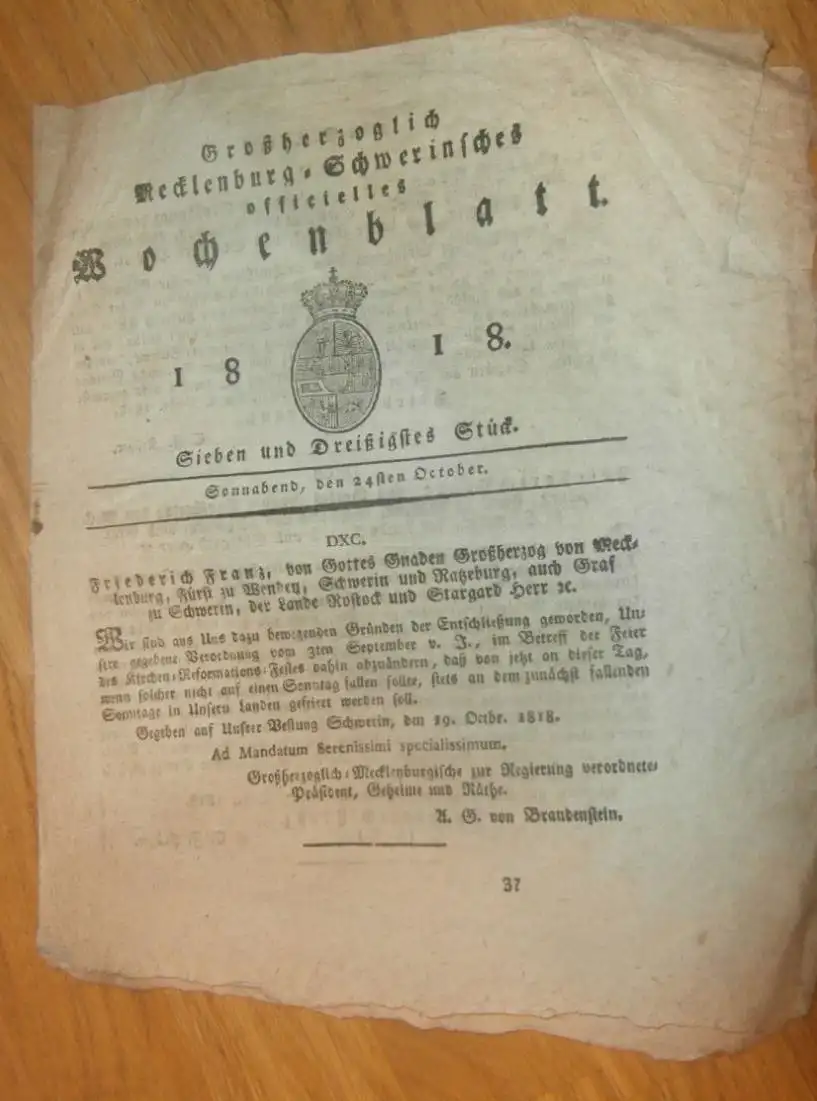 Großherzoglich
Mecklenburg-Schwerinsches
officielles
Wochenblatt.
1818.
Sieben und Dreißigstes Stück.
Sonnabend, den 24sten October.
DXC.
Friederich Franz, von Gottes Gnaden Großherzog von Meck-
lenburg, Fürst zu Wenden, Schwerin und Ratzeburg, auch Graf
zu Schwerin, der Lande Rostock und Stargard Herr ꝛc.
Wir sind aus Uns dazu bewegenden Gründen der Entschließung geworden, Un-
sere gegebene Verordnung vom 3ten September v. J., im Betreff der Feier
des Kirchen-Reformations-Festes dahin abzuändern, daß von jetzt an dieser Tag,
wenn solcher nicht auf einen Sonntag fallen sollte, stets an dem zunächst fallenden
Sonntage in Unsern Landen gefeiert werden soll.
Gegeben auf Unserer Vestung Schwerin, den 19. Octbr. 1818.
Ad Mandatum Serenissimi specialissimum.
Großherzoglich-Mecklenburgische zur Regierung verordnete
Präsident, Geheime und Räthe.
A. G. von Brandenstein.
37